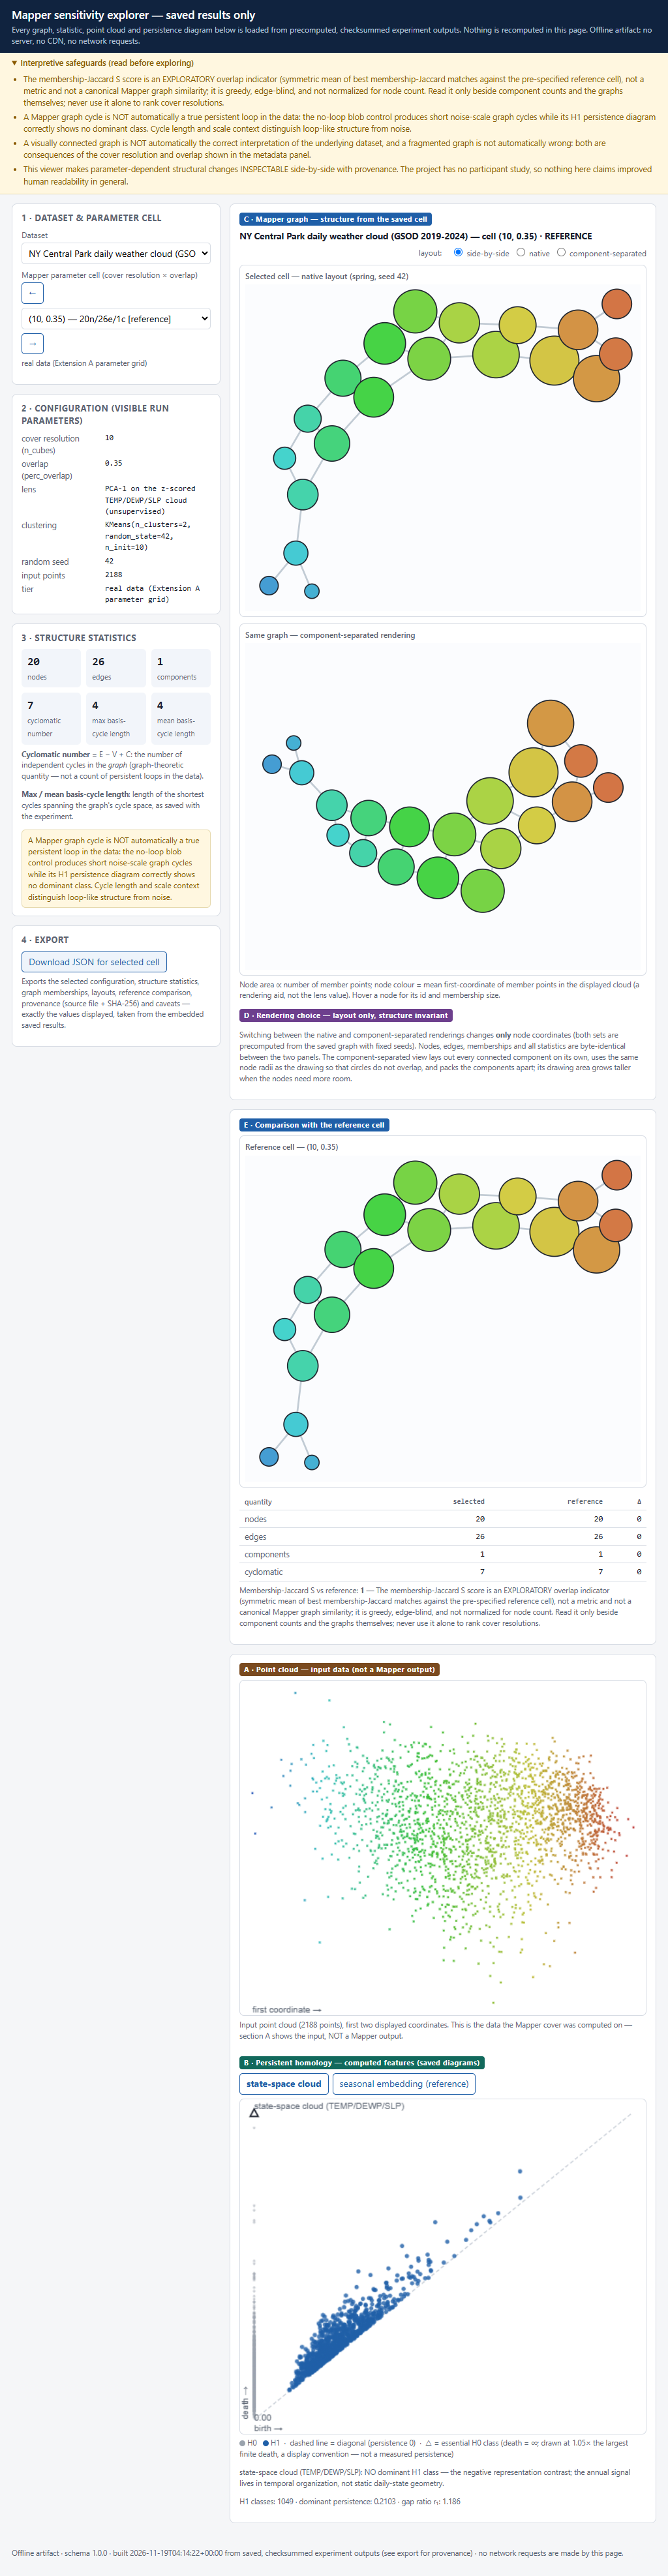 Mapper sensitivity explorer — saved results only
Every graph, statistic, point cloud and persistence diagram below is loaded from precomputed, checksummed experiment outputs. Nothing is recomputed in this page. Offline artifact: no
server, no CDN, no network requests.
▼ Interpretive safeguards (read before exploring)
• The membership-Jaccard S score is an EXPLORATORY overlap indicator (symmetric mean of best membership-Jaccard matches against the pre-specified reference cell), not a
metric and not a canonical Mapper graph similarity; it is greedy, edge-blind, and not normalized for node count. Read it only beside component counts and the graphs
themselves; never use it alone to rank cover resolutions.
• A Mapper graph cycle is NOT automatically a true persistent loop in the data: the no-loop blob control produces short noise-scale graph cycles while its H1 persistence diagram
correctly shows no dominant class. Cycle length and scale context distinguish loop-like structure from noise.
• A visually connected graph is NOT automatically the correct interpretation of the underlying dataset, and a fragmented graph is not automatically wrong: both are
consequences of the cover resolution and overlap shown in the metadata panel.
• This viewer makes parameter-dependent structural changes INSPECTABLE side-by-side with provenance. The project has no participant study, so nothing here claims improved
human readability in general.
1 · DATASET & PARAMETER CELL
Dataset
NY Central Park daily weather cloud (GSO
Mapper parameter cell (cover resolution × overlap)
←
(10, 0.35) — 20n/26e/1c [reference]
→
real data (Extension A parameter grid)
2 · CONFIGURATION (VISIBLE RUN
PARAMETERS)
cover resolution 10
(n_cubes)
overlap 0.35
(perc_overlap)
lens PCA-1 on the z-scored
TEMP/DEWP/SLP cloud
(unsupervised)
clustering KMeans(n_clusters=2,
random_state=42,
n_init=10)
random seed 42
input points 2188
tier real data (Extension A
parameter grid)
3 · STRUCTURE STATISTICS
20 26 1
nodes edges components
7 4 4
cyclomatic max basis- mean basis-
number cycle length cycle length
Cyclomatic number = E − V + C: the number of
independent cycles in the graph (graph-theoretic
quantity — not a count of persistent loops in the data).
Max / mean basis-cycle length: length of the shortest
cycles spanning the graph's cycle space, as saved with
the experiment.
A Mapper graph cycle is NOT automatically a true
persistent loop in the data: the no-loop blob
control produces short noise-scale graph cycles
while its H1 persistence diagram correctly shows
no dominant class. Cycle length and scale context
distinguish loop-like structure from noise.
4 · EXPORT
Download JSON for selected cell
Exports the selected configuration, structure statistics,
graph memberships, layouts, reference comparison,
provenance (source file + SHA-256) and caveats —
exactly the values displayed, taken from the embedded
saved results.
C · Mapper graph — structure from the saved cell
NY Central Park daily weather cloud (GSOD 2019-2024) — cell (10, 0.35) · REFERENCE
layout: side-by-side native component-separated
Selected cell — native layout (spring, seed 42)
Same graph — component-separated rendering
Node area ∝ number of member points; node colour = mean first-coordinate of member points in the displayed cloud (a
rendering aid, not the lens value). Hover a node for its id and membership size.
D · Rendering choice — layout only, structure invariant
Switching between the native and component-separated renderings changes only node coordinates (both sets are
precomputed from the saved graph with fixed seeds). Nodes, edges, memberships and all statistics are byte-identical
between the two panels. The component-separated view lays out every connected component on its own, uses the same
node radii as the drawing so that circles do not overlap, and packs the components apart; its drawing area grows taller
when the nodes need more room.
E · Comparison with the reference cell
Reference cell — (10, 0.35)
quantity selected reference Δ
nodes 20 20 0
edges 26 26 0
components 1 1 0
cyclomatic 7 7 0
Membership-Jaccard S vs reference: 1 — The membership-Jaccard S score is an EXPLORATORY overlap indicator
(symmetric mean of best membership-Jaccard matches against the pre-specified reference cell), not a metric and not a
canonical Mapper graph similarity; it is greedy, edge-blind, and not normalized for node count. Read it only beside
component counts and the graphs themselves; never use it alone to rank cover resolutions.
A · Point cloud — input data (not a Mapper output)
first coordinate →
Input point cloud (2188 points), first two displayed coordinates. This is the data the Mapper cover was computed on —
section A shows the input, NOT a Mapper output.
B · Persistent homology — computed features (saved diagrams)
state-space cloud seasonal embedding (reference)
state-space cloud (TEMP/DEWP/SLP)
death →
0.00
birth →
H0 H1 · dashed line = diagonal (persistence 0) · △ = essential H0 class (death = ∞; drawn at 1.05× the largest
finite death, a display convention — not a measured persistence)
state-space cloud (TEMP/DEWP/SLP): NO dominant H1 class — the negative representation contrast; the annual signal
lives in temporal organization, not static daily-state geometry.
H1 classes: 1049 · dominant persistence: 0.2103 · gap ratio r₁: 1.186
Offline artifact · schema 1.0.0 · built 2026-11-19T04:14:22+00:00 from saved, checksummed experiment outputs (see export for provenance) · no network requests are made by this page.